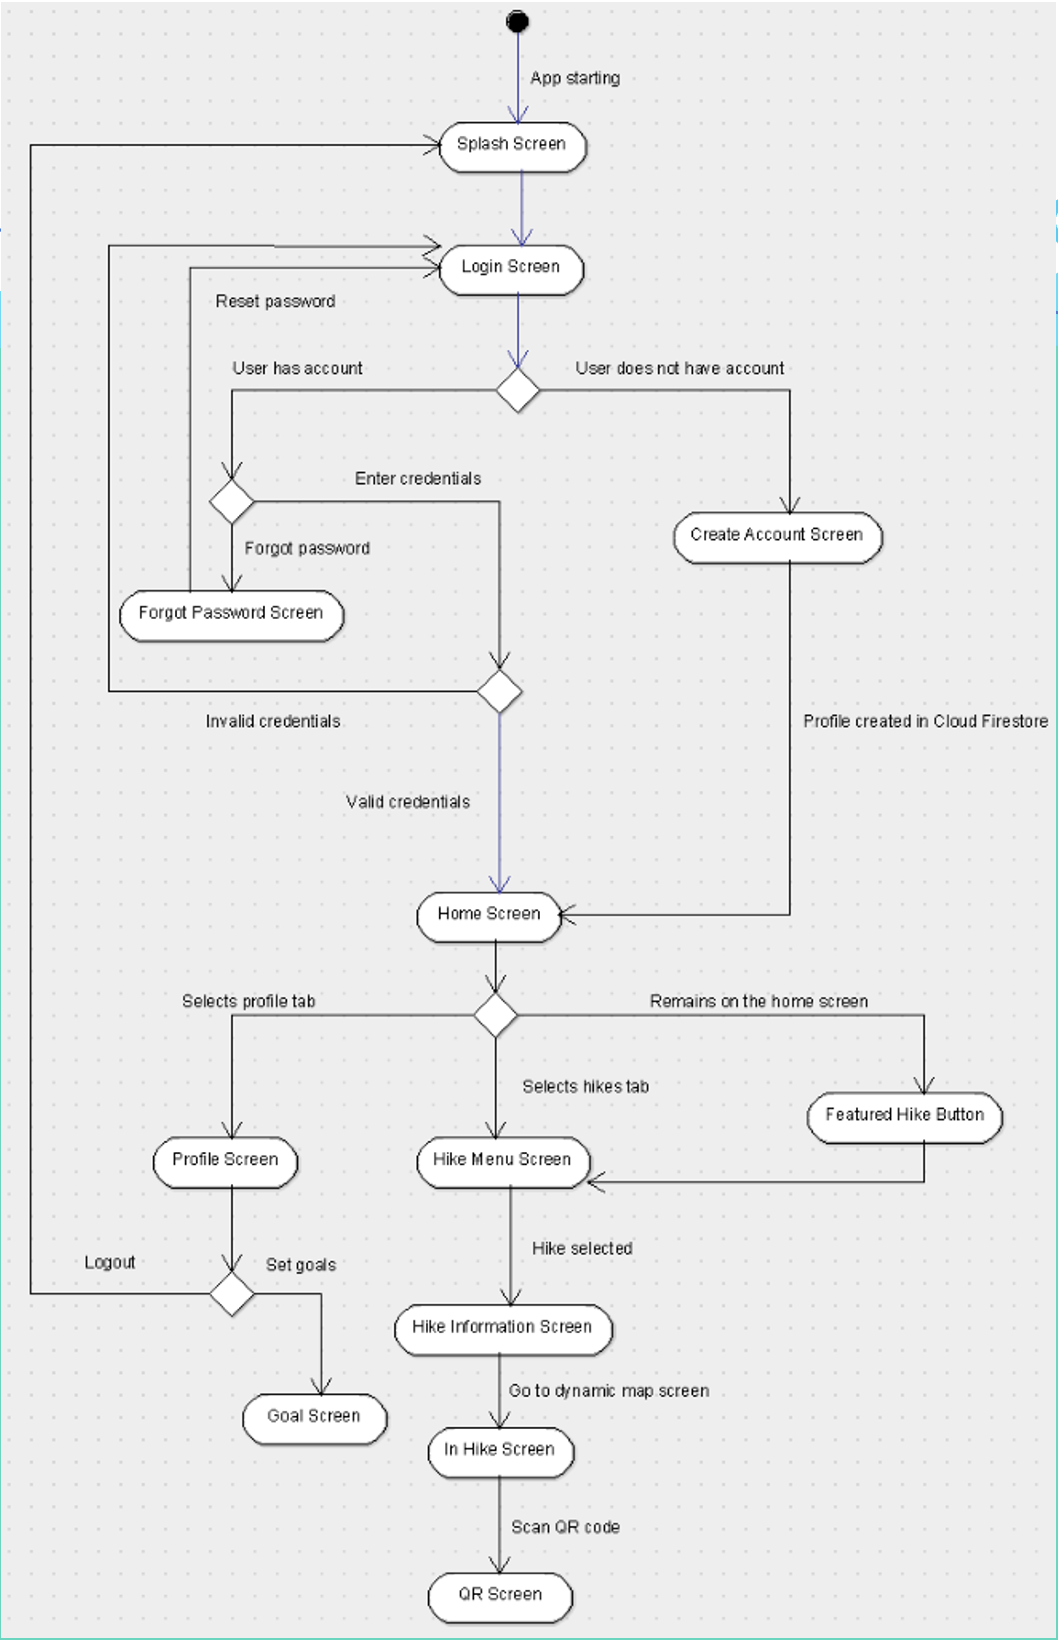 App starting
Splash Screen
Login Screen
Reset password
User has account
User does not have account
Enter credentials
Create Account Screen
Forgot password
Forgot Password Screen
Invalid credentials
Profile created in Cloud Firestore
Valid credentials
Home Screen
Selects profile tab
Remains on the home screen
Selects hikes tab
Featured Hike Button
Profile Screen
Hike Menu Screen
Hike selected
Logout
Set goals
Hike Information Screen
Go to dynamic map screen
Goal Screen
In Hike Screen
Scan QR code
QR Screen